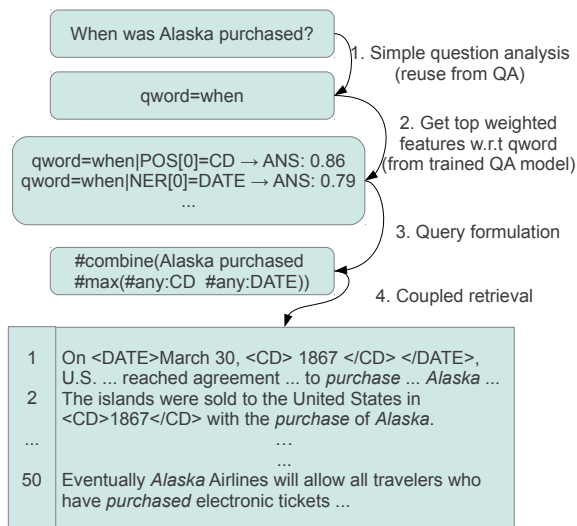 When was Alaska purchased?
1. Simple question analysis
(reuse from QA)
qword=when
2. Get top weighted
features w.r.t qword
(from trained QA model)
qword=when|POS[0]=CD → ANS: 0.86
qword=when|NER[0]=DATE → ANS: 0.79
...
3. Query formulation
#combine(Alaska purchased
#max(#any:CD #any:DATE))
4. Coupled retrieval
1 On <DATE>March 30, <CD> 1867 </CD> </DATE>,
U.S. ... reached agreement ... to purchase ... Alaska ...
2 The islands were sold to the United States in
<CD>1867</CD> with the purchase of Alaska.
... ...
...
50 Eventually Alaska Airlines will allow all travelers who
have purchased electronic tickets ...